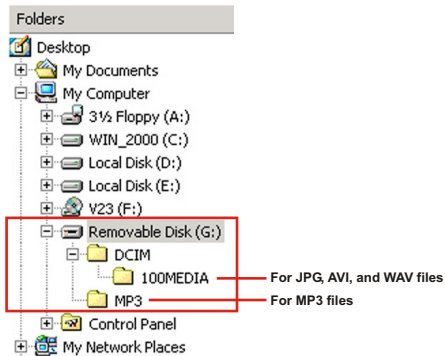 Folders
Desktop
My Documents
My Computer
3½ Floppy (A:)
WIN_2000 (C:)
Local Disk (D:)
Local Disk (E:)
V23 (F:)
Removable Disk (G:)
DCIM
100MEDIA For JPG, AVI, and WAV files
MP3 For MP3 files
Control Panel
My Network Places